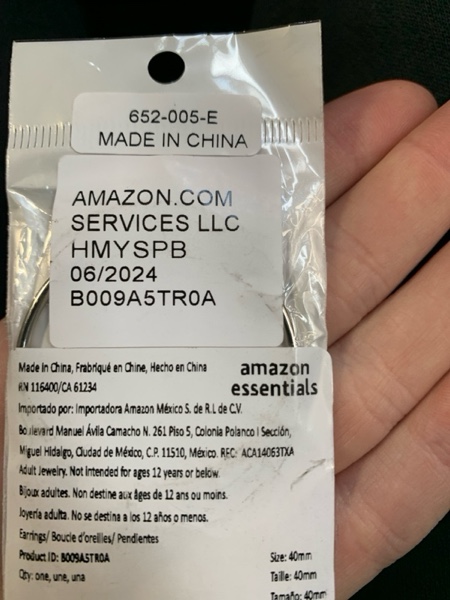 652-005-E
MADE IN CHINA
AMAZON.COM
SERVICES LLC
HMYSPB
06/2024
B009A5TR0A
amazon
essentials
Made in China, Frabriqué en Chine, Hecho en China
RN 116400/CA 61234
Importado por: Importadora Amazon México S. de R.L de C.V.
Boulevard Manuel Ávila Camacho N. 261 Piso 5, Colonia Polanco I Sección,
Miguel Hidalgo, Ciudad de México, C.P. 11510, México. RFC: ACA14063TXA
Adult Jewelry. Not intended for ages 12 years or below.
Bijoux adultes. Non destine aux âges de 12 ans ou moins.
Joyería adulta. No se destina a los 12 años o menos.
Earrings/ Boucle d'oreilles/ Pendientes
Product ID: B009A5TR0A
Size: 40mm
Qty: one, une, una
Taille: 40mm
Tamaño: 40mm